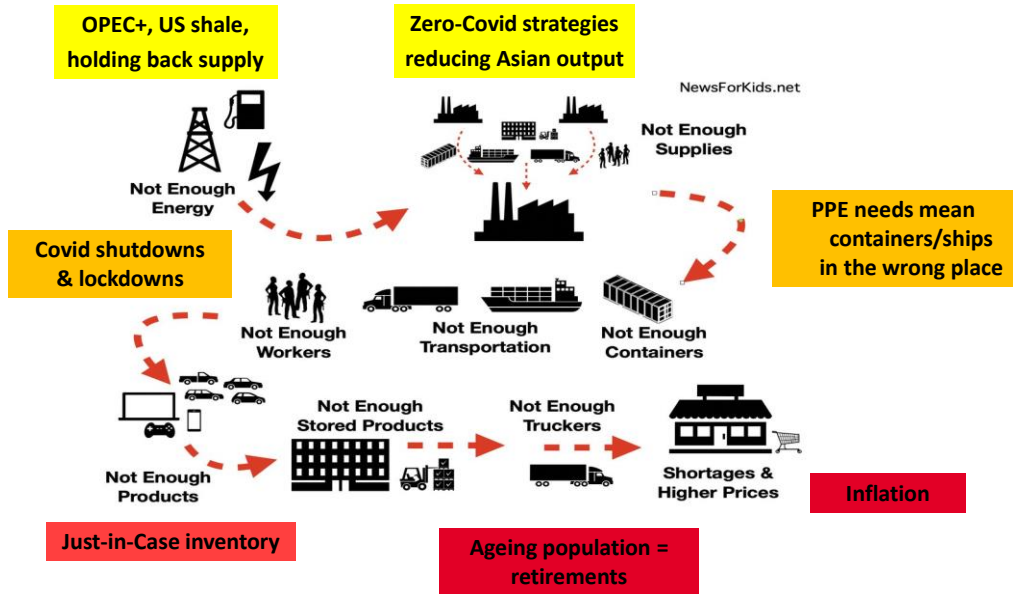 OPEC+, US shale,
holding back supply
Zero-Covid strategies
reducing Asian output
NewsForKids.net
Not Enough
Supplies
Not Enough
Energy
PPE needs mean
containers/ships
in the wrong place
Covid shutdowns
& lockdowns
Not Enough
Workers
Not Enough
Transportation
Not Enough
Containers
Not Enough
Products
Not Enough
Stored Products
Not Enough
Truckers
Shortages &
Higher Prices
Inflation
Just-in-Case inventory
Ageing population =
retirements